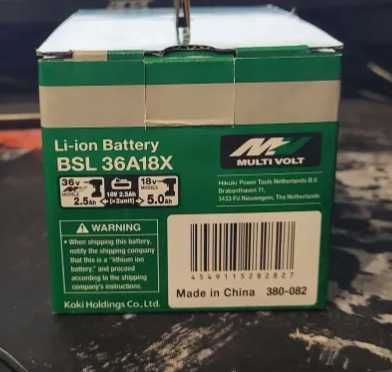 Li-ion Battery
BSL 36A18X
MULTI VOLT
36V
MODELS
2.5Ah
18V 2.5Ah
(×2unit)
18V
MODELS
5.0Ah
Hikoki Power Tools Netherlands B.V.
Brabanthaven 11,
3433 PJ Nieuwegein, The Netherlands
WARNING
• When shipping this battery,
notify the shipping company
that this is a "lithium ion
battery," and proceed
according to the shipping
company's instructions.
Koki Holdings Co., Ltd.
4549115282827
Made in China 380-082